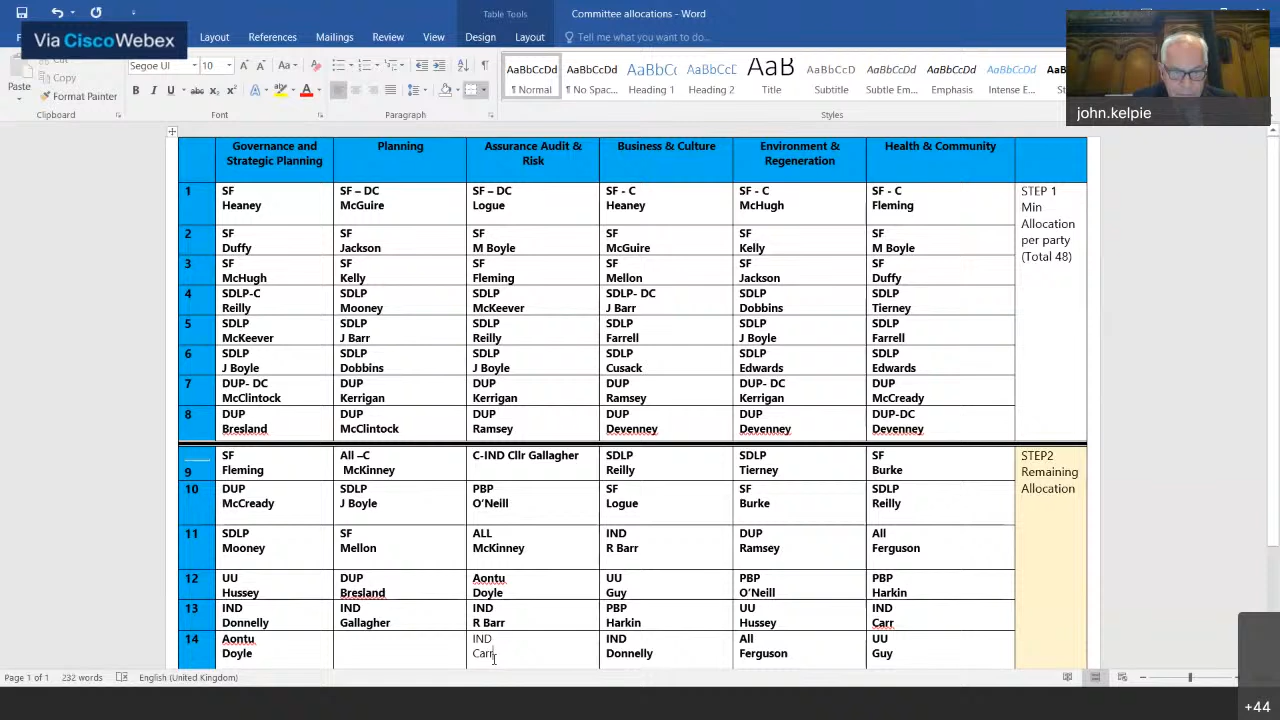 Table Tools
Committee allocations - Word
Via CiscoWebex
Layout References Mailings Review View Design Layout Tell me what you want to do...
john.kelpie
Cut
Paste
Copy
Format Painter
Segoe UI 10
AaBbCcDd AaBbCcDd AaBbCc AaBbCcD AaB AaBbCcD AaBbCcDd AaBbCcDd AaBbCcDd
¶ Normal ¶ No Spac... Heading 1 Heading 2 Title Subtitle Subtle Em... Emphasis Intense E...
Clipboard Font Paragraph Styles
Governance and Strategic Planning
Planning
Assurance Audit & Risk
Business & Culture
Environment & Regeneration
Health & Community
1
SF Heaney
SF – DC McGuire
SF – DC Logue
SF - C Heaney
SF - C McHugh
SF - C Fleming
STEP 1
Min
Allocation
per party
(Total 48)
2
SF Duffy
SF Jackson
SF M Boyle
SF McGuire
SF Kelly
SF M Boyle
3
SF McHugh
SF Kelly
SF Fleming
SF Mellon
SF Jackson
SF Duffy
4
SDLP-C Reilly
SDLP Mooney
SDLP McKeever
SDLP- DC J Barr
SDLP Dobbins
SDLP Tierney
5
SDLP McKeever
SDLP J Barr
SDLP Reilly
SDLP Farrell
SDLP J Boyle
SDLP Farrell
6
SDLP J Boyle
SDLP Dobbins
SDLP J Boyle
SDLP Cusack
SDLP Edwards
SDLP Edwards
7
DUP- DC McClintock
DUP Kerrigan
DUP Kerrigan
DUP Ramsey
DUP- DC Kerrigan
DUP McCready
8
DUP Bresland
DUP McClintock
DUP Ramsey
DUP Devenney
DUP Devenney
DUP-DC Devenney
9
SF Fleming
All –C McKinney
C-IND Cllr Gallagher
SDLP Reilly
SDLP Tierney
SF Burke
STEP2
Remaining
Allocation
10
DUP McCready
SDLP J Boyle
PBP O'Neill
SF Logue
SF Burke
SDLP Reilly
11
SDLP Mooney
SF Mellon
ALL McKinney
IND R Barr
DUP Ramsey
All Ferguson
12
UU Hussey
DUP Bresland
Aontu Doyle
UU Guy
PBP O'Neill
PBP Harkin
13
IND Donnelly
IND Gallagher
IND R Barr
PBP Harkin
UU Hussey
IND Carr
14
Aontu Doyle
IND Carr
IND Donnelly
All Ferguson
UU Guy
Page 1 of 1 232 words English (United Kingdom)
+44